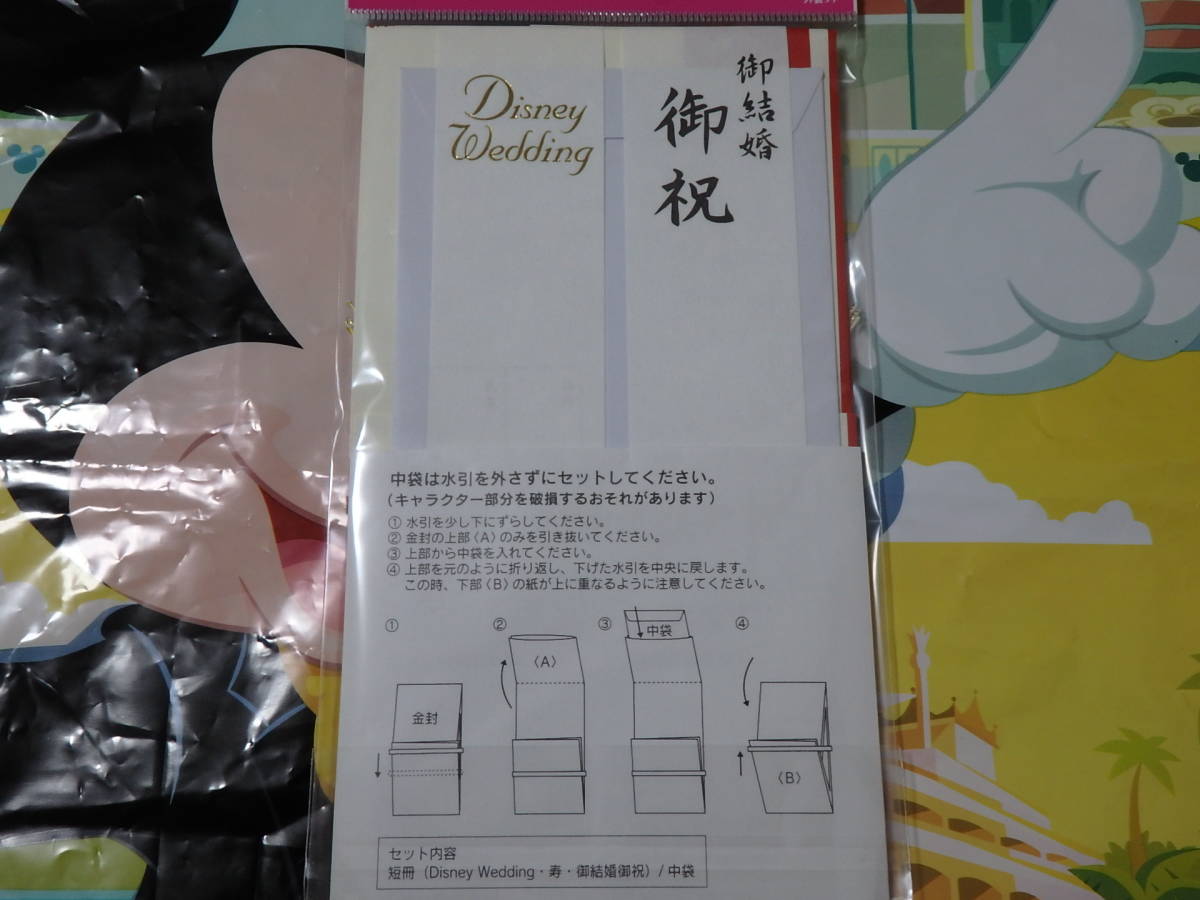 Disney
Wedding
御結婚
御祝
中袋は水引を外さずにセットしてください。
(キャラクター部分を破損するおそれがあります)
① 水引を少し下にずらしてください。
② 金封の上部〈A〉のみを引き抜いてください。
③ 上部から中袋を入れてください。
④ 上部を元のように折り返し、下げた水引を中央に戻します。
この時、下部〈B〉の紙が上に重なるように注意してください。
① ② ③ ④
中袋
〈A〉
金封
〈B〉
セット内容
短冊（Disney Wedding・寿・御結婚御祝）/ 中袋